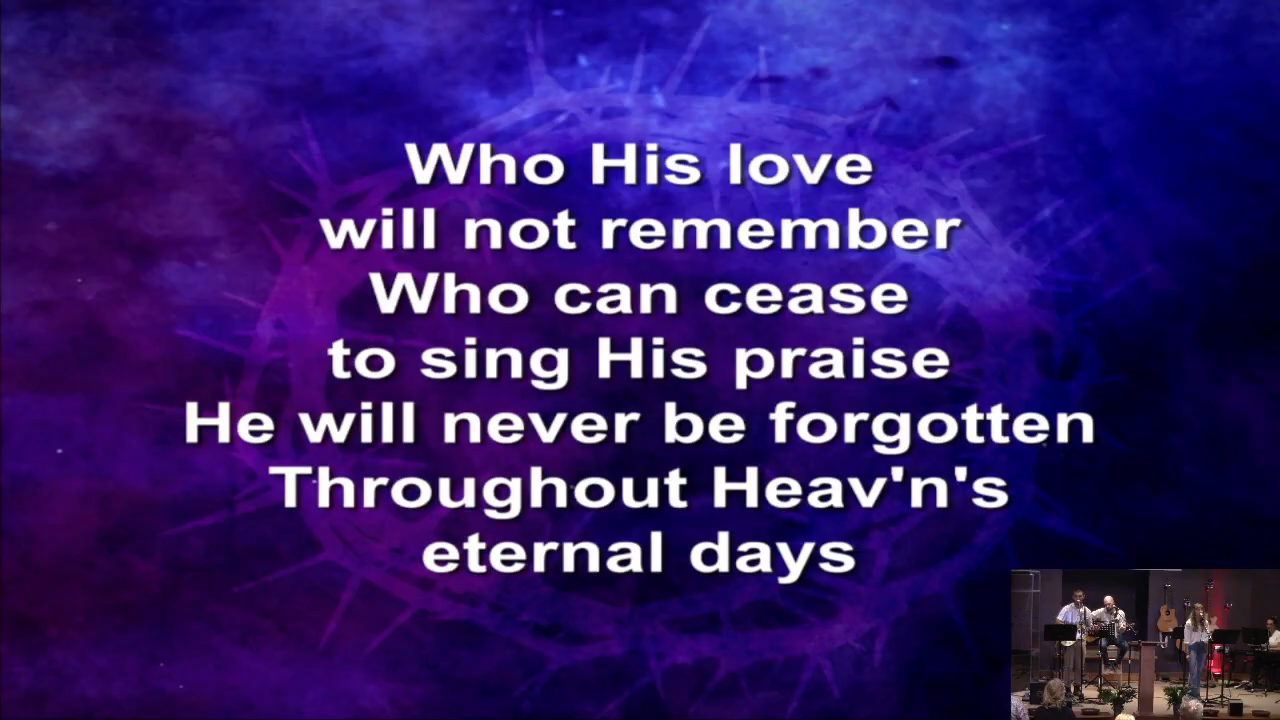 Who His love
will not remember
Who can cease
to sing His praise
He will never be forgotten
Throughout Heav'n's
eternal days